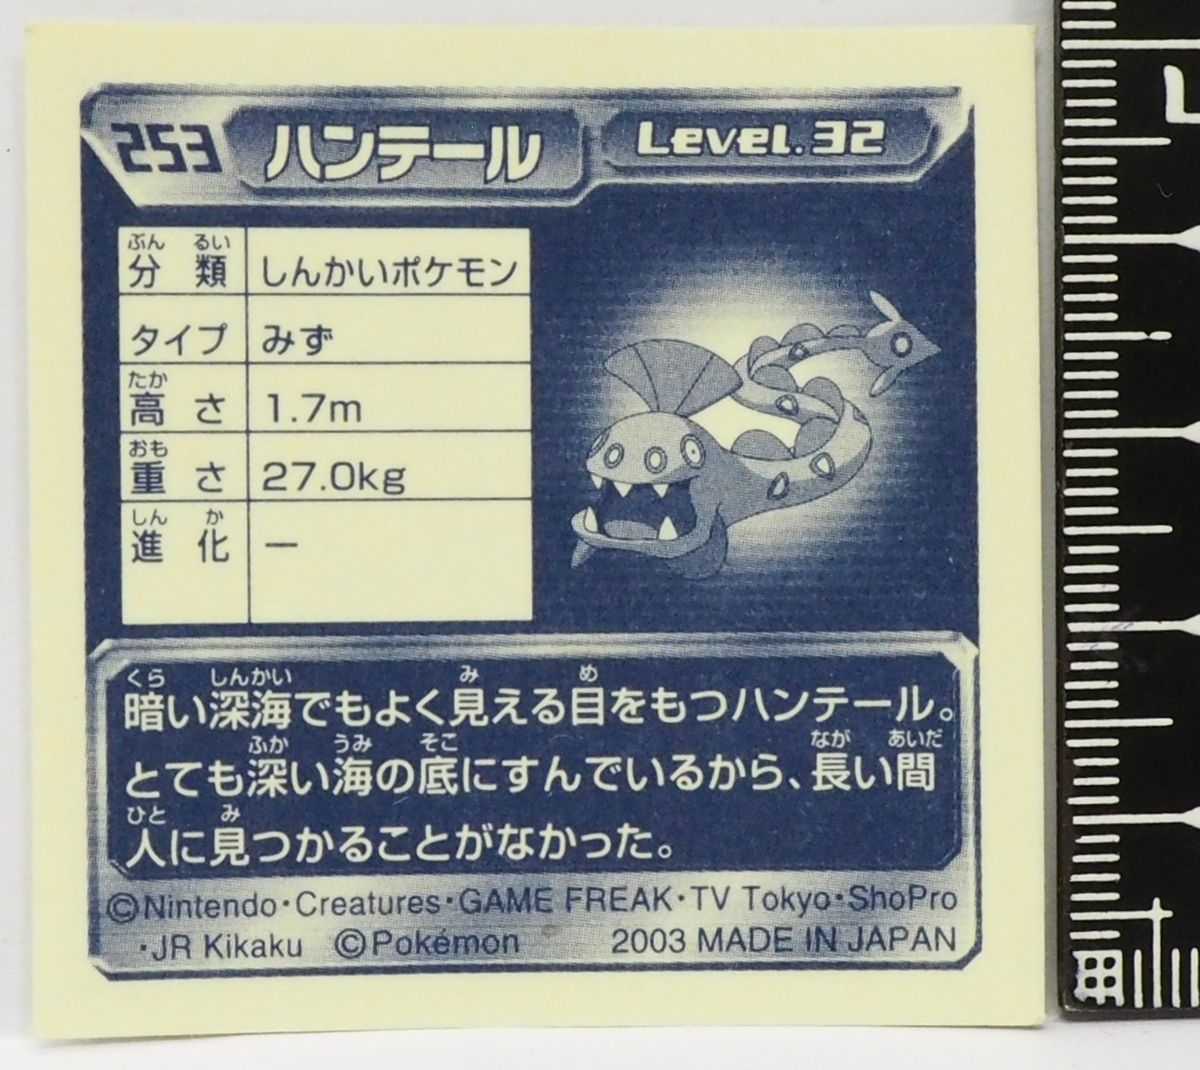 253 ハンテール Level.32
ぶん るい
分 類 しんかいポケモン
タイプ みず
たか
高 さ 1.7m
おも
重 さ 27.0kg
しん か
進 化 ー
くら しんかい み め
暗い深海でもよく見える目をもつハンテール。
ふか うみ そこ なが あいだ
とても深い海の底にすんでいるから、長い間
ひと み
人に見つかることがなかった。
©Nintendo・Creatures・GAME FREAK・TV Tokyo・ShoPro
・JR Kikaku ©Pokémon 2003 MADE IN JAPAN